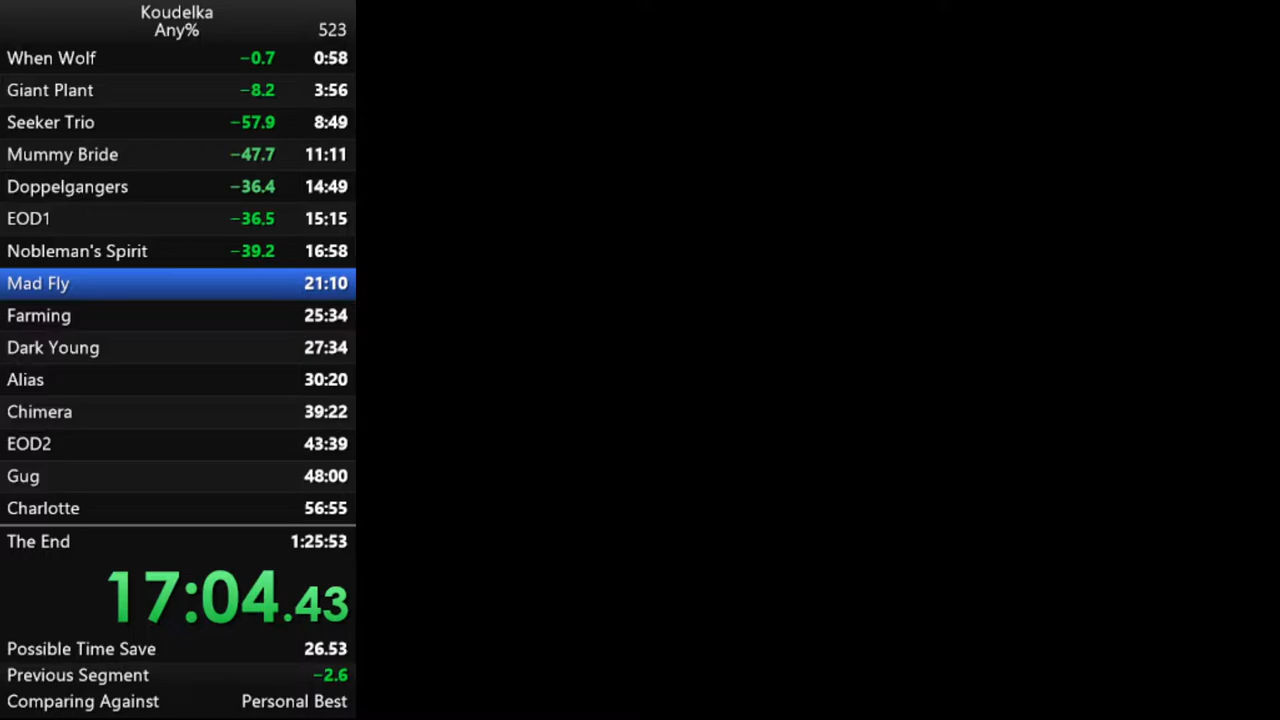 Koudelka
Any% 523
When Wolf −0.7 0:58
Giant Plant −8.2 3:56
Seeker Trio −57.9 8:49
Mummy Bride −47.7 11:11
Doppelgangers −36.4 14:49
EOD1 −36.5 15:15
Nobleman's Spirit −39.2 16:58
Mad Fly 21:10
Farming 25:34
Dark Young 27:34
Alias 30:20
Chimera 39:22
EOD2 43:39
Gug 48:00
Charlotte 56:55
The End 1:25:53
17:04.43
Possible Time Save 26.53
Previous Segment −2.6
Comparing Against Personal Best